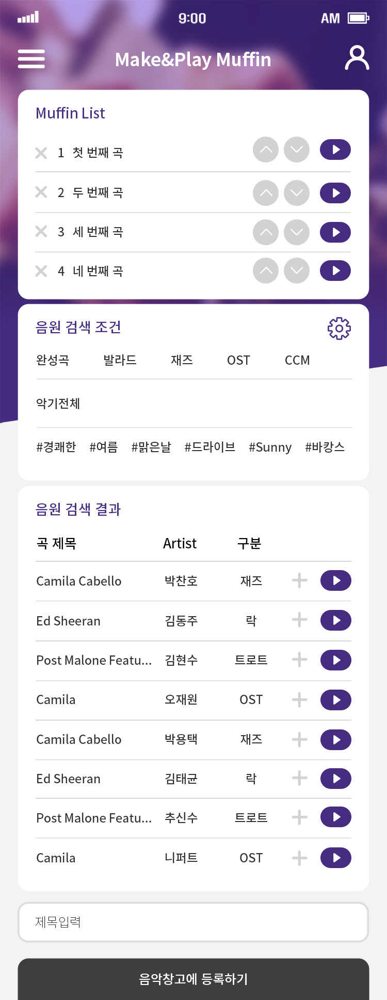 9:00 AM
Make&Play Muffin
Muffin List
1 첫 번째 곡
2 두 번째 곡
3 세 번째 곡
4 네 번째 곡
음원 검색 조건
완성곡 발라드 재즈 OST CCM
악기전체
#경쾌한 #여름 #맑은날 #드라이브 #Sunny #바캉스
음원 검색 결과
곡 제목 Artist 구분
Camila Cabello 박찬호 재즈
Ed Sheeran 김동주 락
Post Malone Featu... 김현수 트로트
Camila 오재원 OST
Camila Cabello 박용택 재즈
Ed Sheeran 김태균 락
Post Malone Featu... 추신수 트로트
Camila 니퍼트 OST
제목입력
음악창고에 등록하기